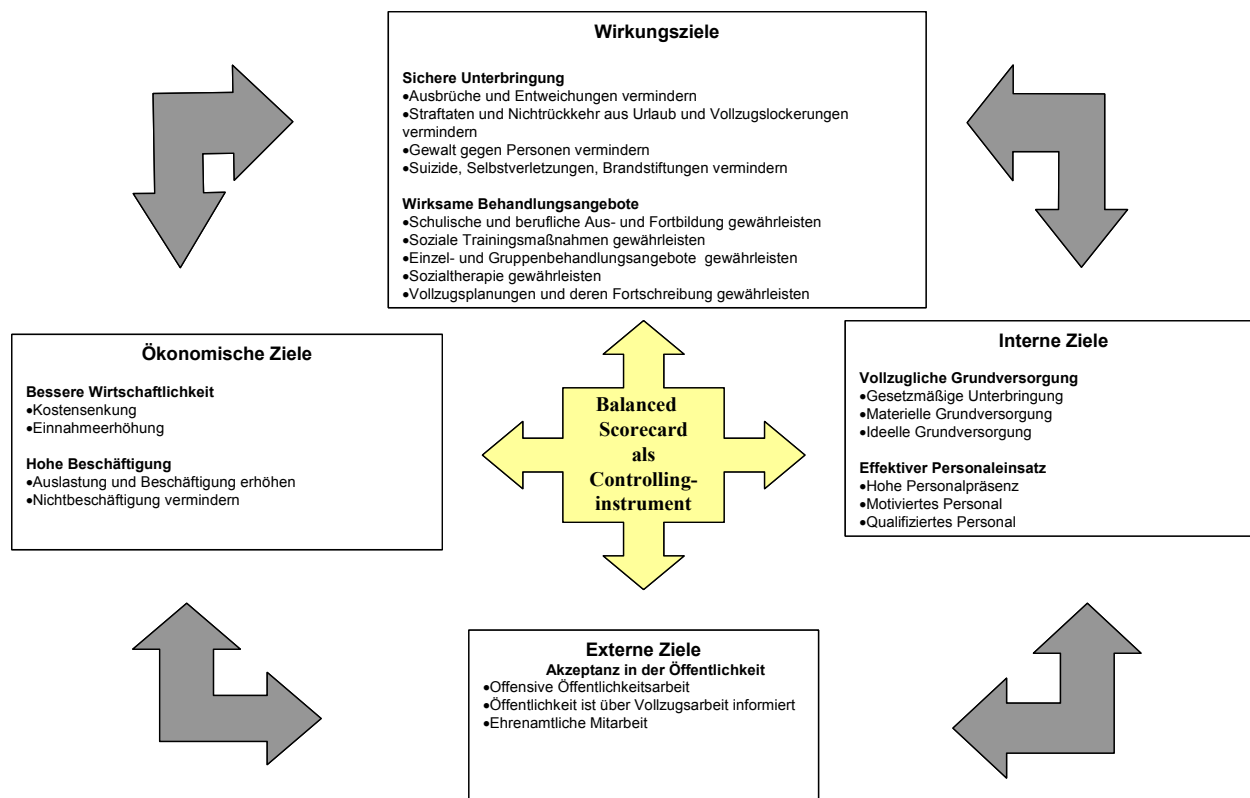 Wirkungsziele
Sichere Unterbringung
•Ausbrüche und Entweichungen vermindern
•Straftaten und Nichtrückkehr aus Urlaub und Vollzugslockerungen
vermindern
•Gewalt gegen Personen vermindern
•Suizide, Selbstverletzungen, Brandstiftungen vermindern
Wirksame Behandlungsangebote
•Schulische und berufliche Aus- und Fortbildung gewährleisten
•Soziale Trainingsmaßnahmen gewährleisten
•Einzel- und Gruppenbehandlungsangebote gewährleisten
•Sozialtherapie gewährleisten
•Vollzugsplanungen und deren Fortschreibung gewährleisten
Ökonomische Ziele
Bessere Wirtschaftlichkeit
•Kostensenkung
•Einnahmeerhöhung
Hohe Beschäftigung
•Auslastung und Beschäftigung erhöhen
•Nichtbeschäftigung vermindern
Balanced
Scorecard
als
Controlling-
instrument
Interne Ziele
Vollzugliche Grundversorgung
•Gesetzmäßige Unterbringung
•Materielle Grundversorgung
•Ideelle Grundversorgung
Effektiver Personaleinsatz
•Hohe Personalpräsenz
•Motiviertes Personal
•Qualifiziertes Personal
Externe Ziele
Akzeptanz in der Öffentlichkeit
•Offensive Öffentlichkeitsarbeit
•Öffentlichkeit ist über Vollzugsarbeit informiert
•Ehrenamtliche Mitarbeit